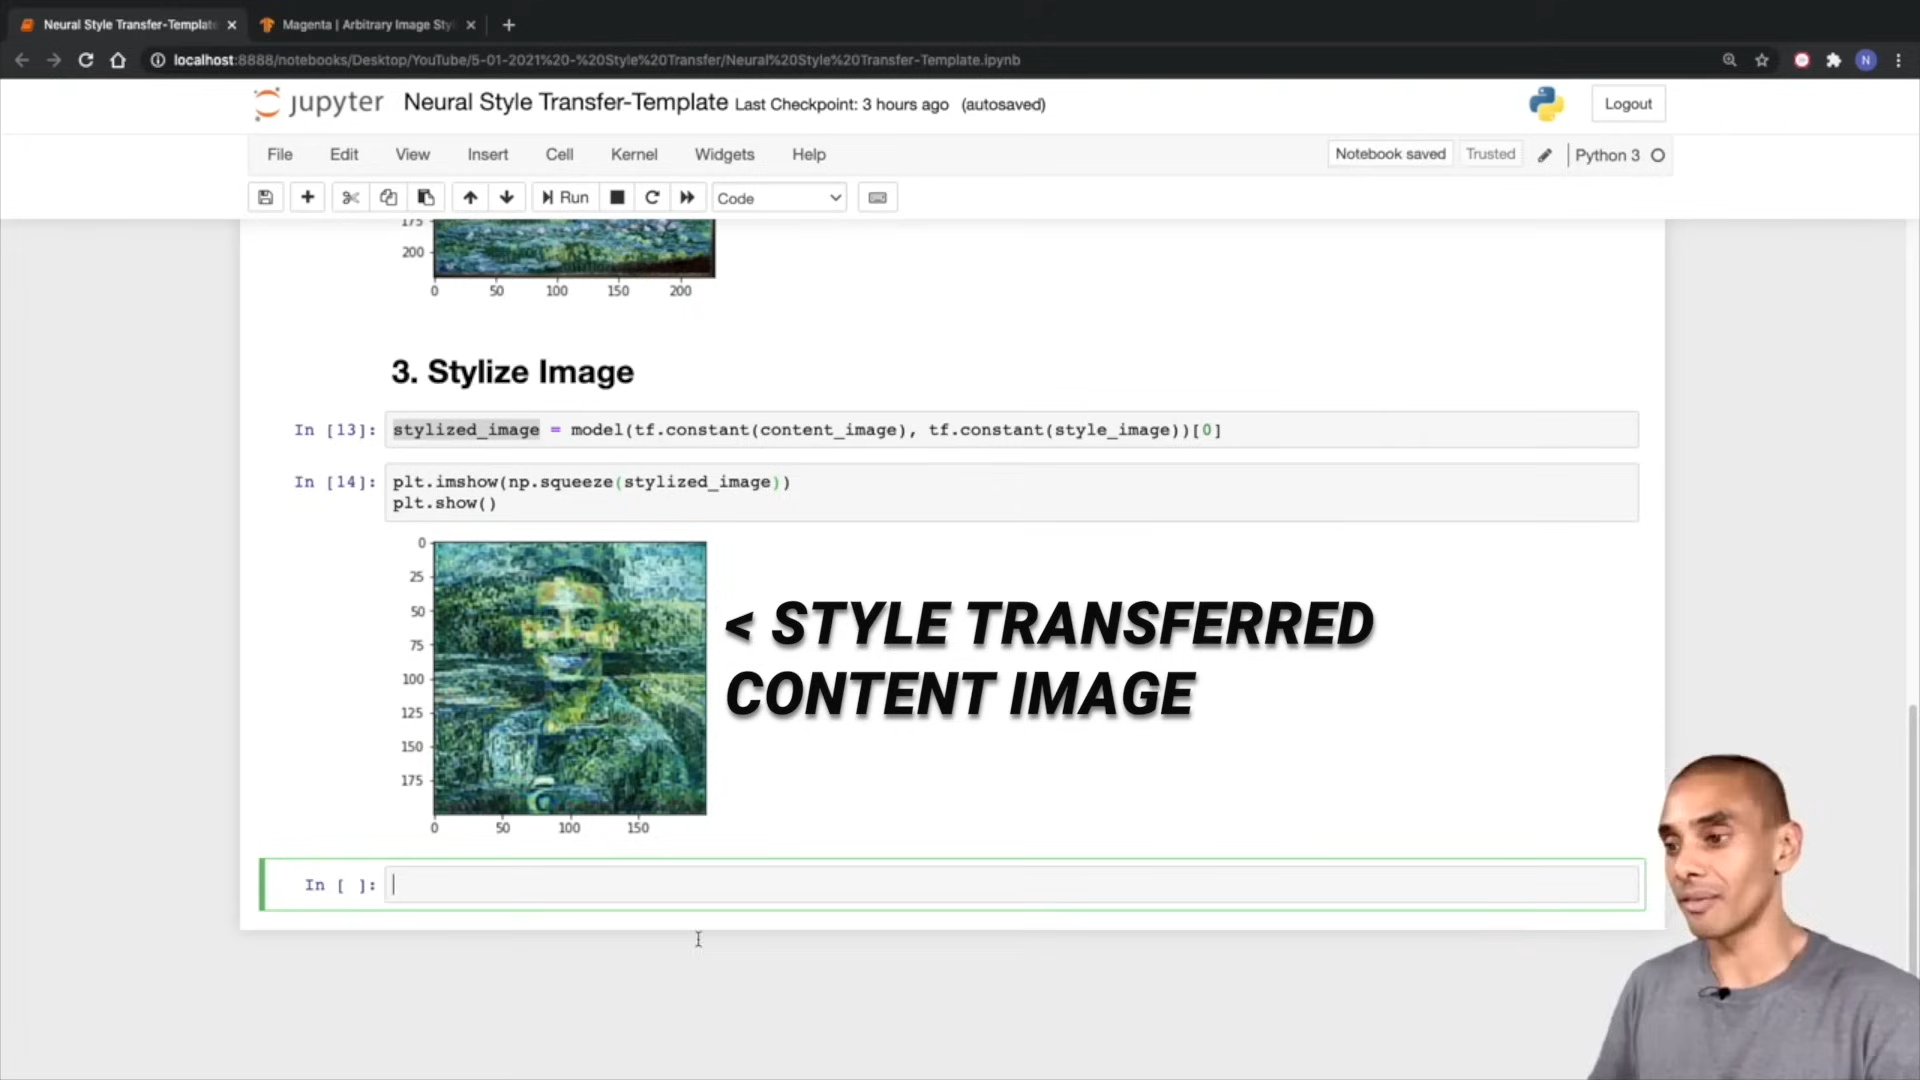 Neural Style Transfer-Template
Magenta | Arbitrary Image Sty
localhost:8888/notebooks/Desktop/YouTube/5-01-2021%20-%20Style%20Transfer/Neural%20Style%20Transfer-Template.ipynb
N
jupyter Neural Style Transfer-Template Last Checkpoint: 3 hours ago (autosaved)
Logout
File Edit View Insert Cell Kernel Widgets Help
Notebook saved Trusted Python 3
Run Code
175
200
0 50 100 150 200
3. Stylize Image
In [13]: stylized_image = model(tf.constant(content_image), tf.constant(style_image))[0]
In [14]: plt.imshow(np.squeeze(stylized_image))
plt.show()
0
25
50
75
100
125
150
175
0 50 100 150
< STYLE TRANSFERRED
CONTENT IMAGE
In [ ]: